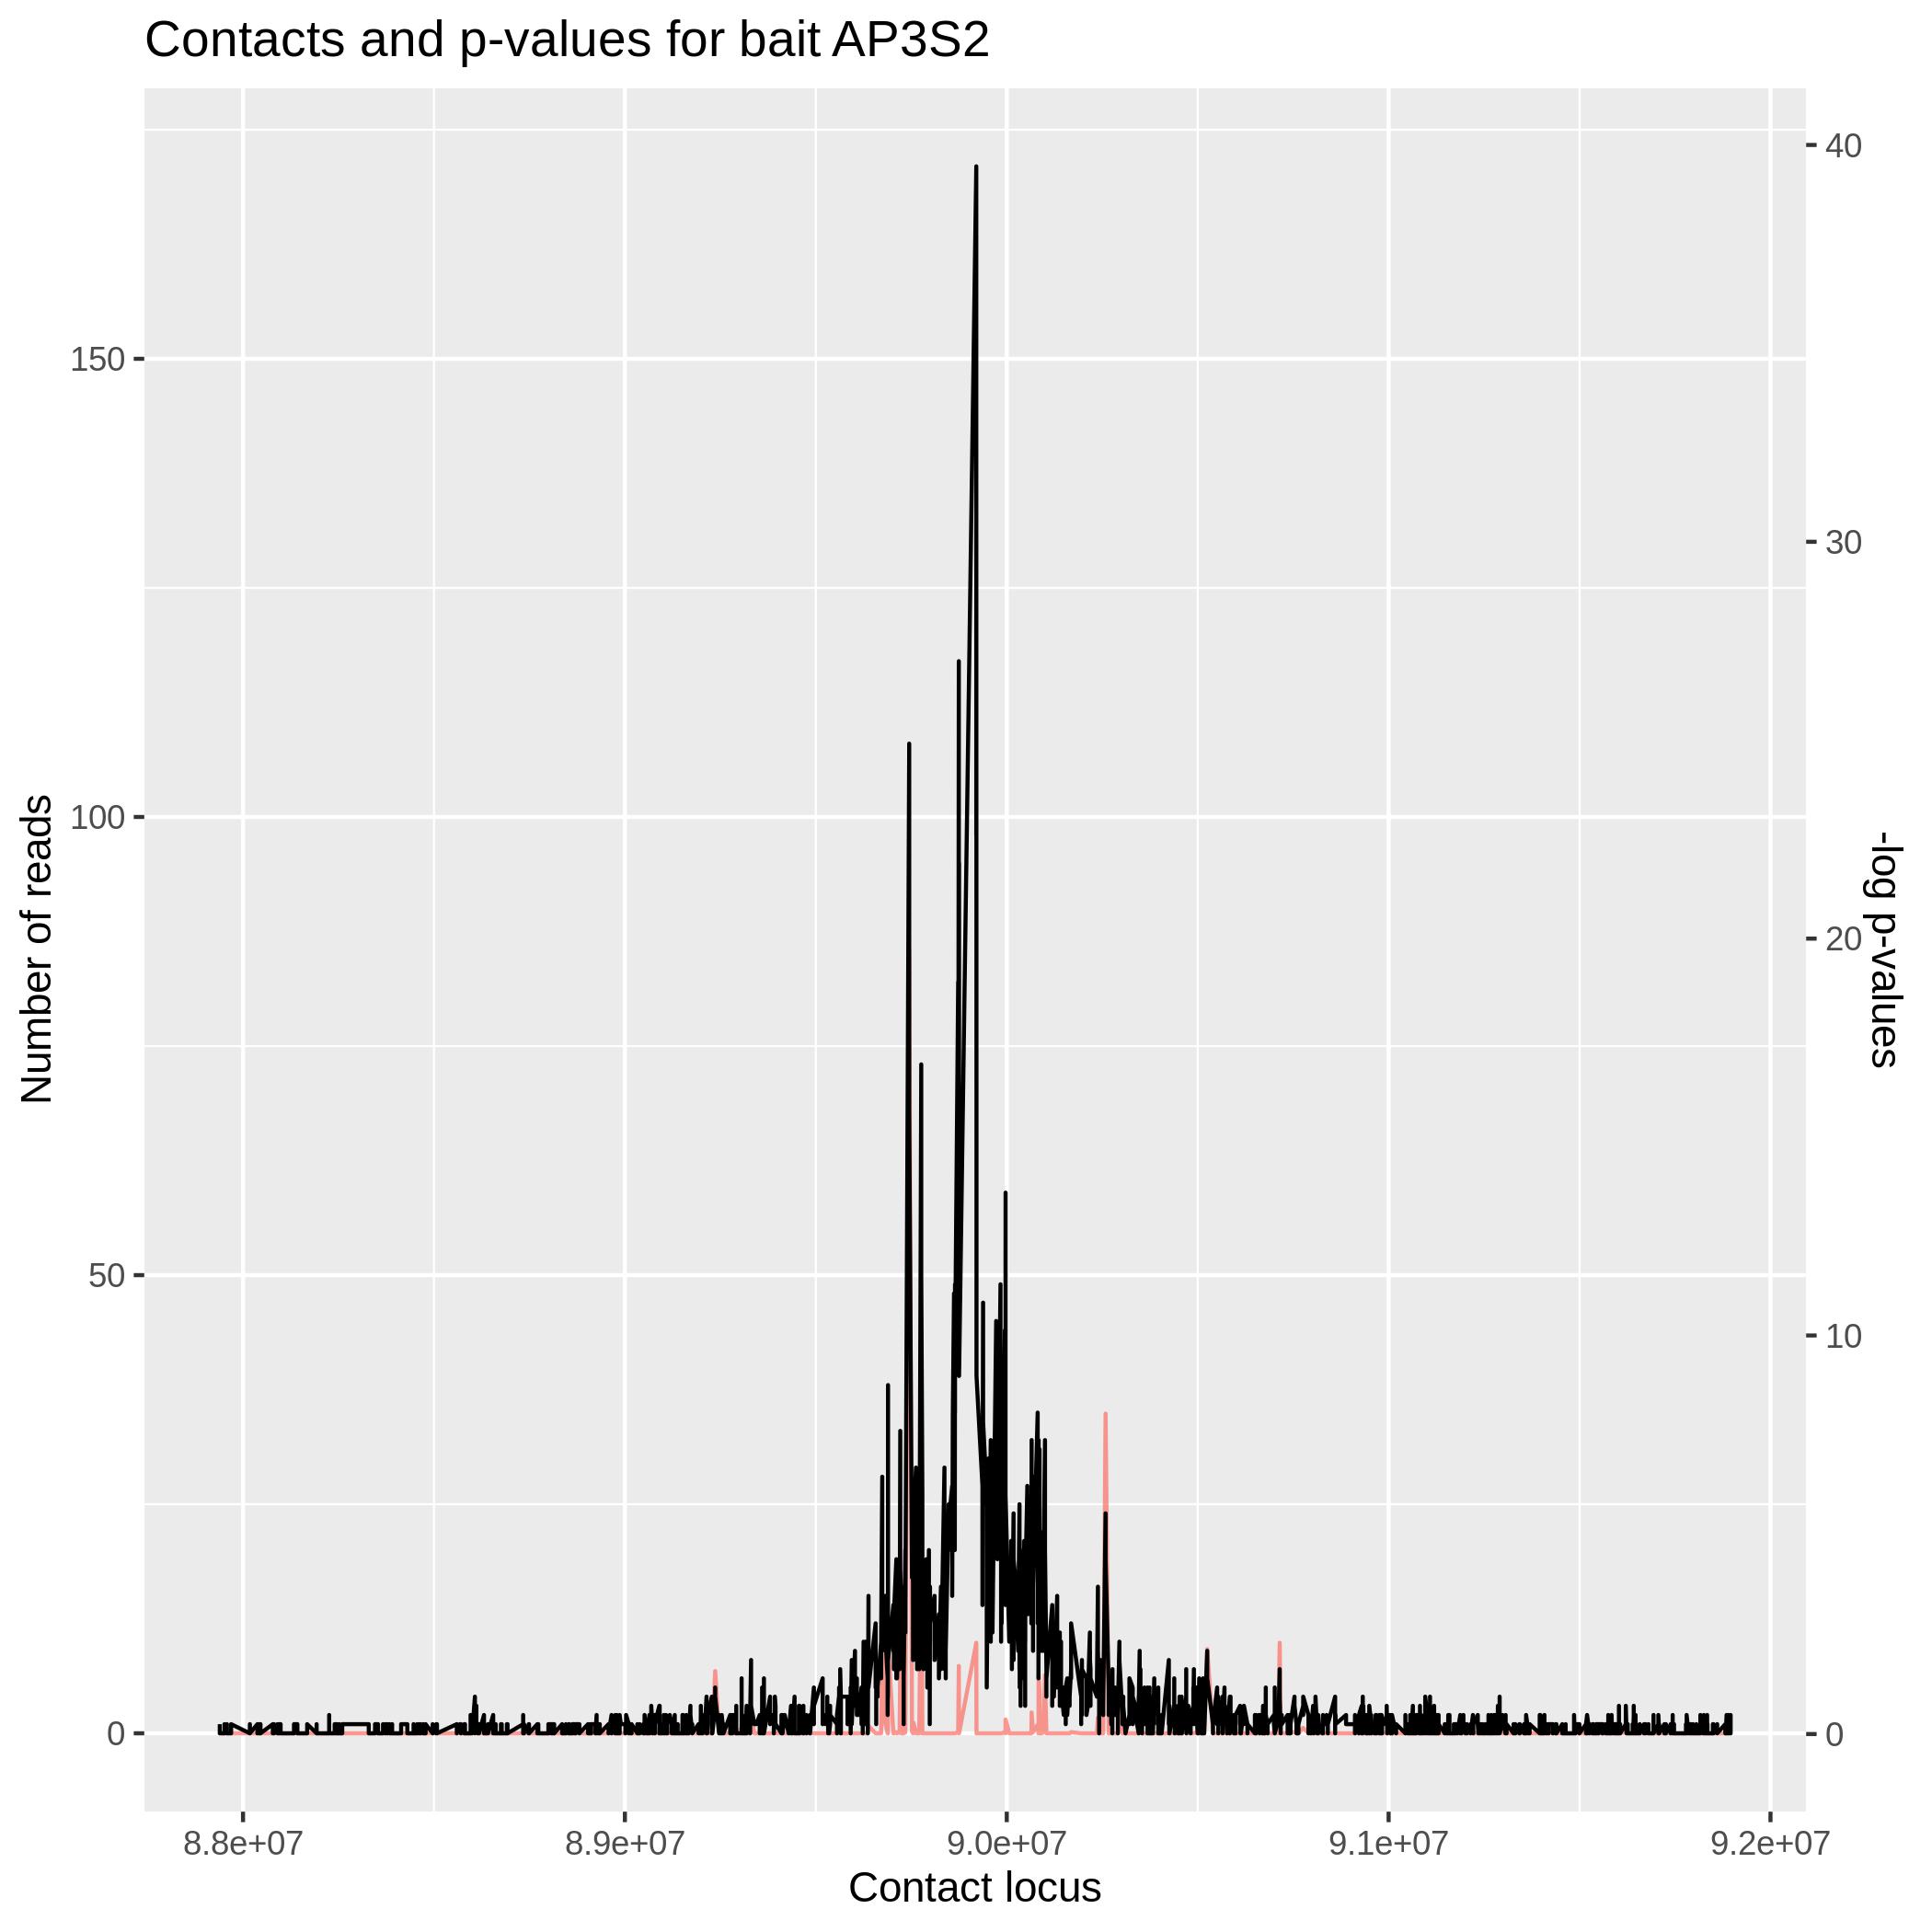 Contacts and p-values for bait AP3S2
Number of reads
150
100
50
0
40
30
20
10
0
-log p-values
8.8e+07
8.9e+07
9.0e+07
9.1e+07
9.2e+07
Contact locus